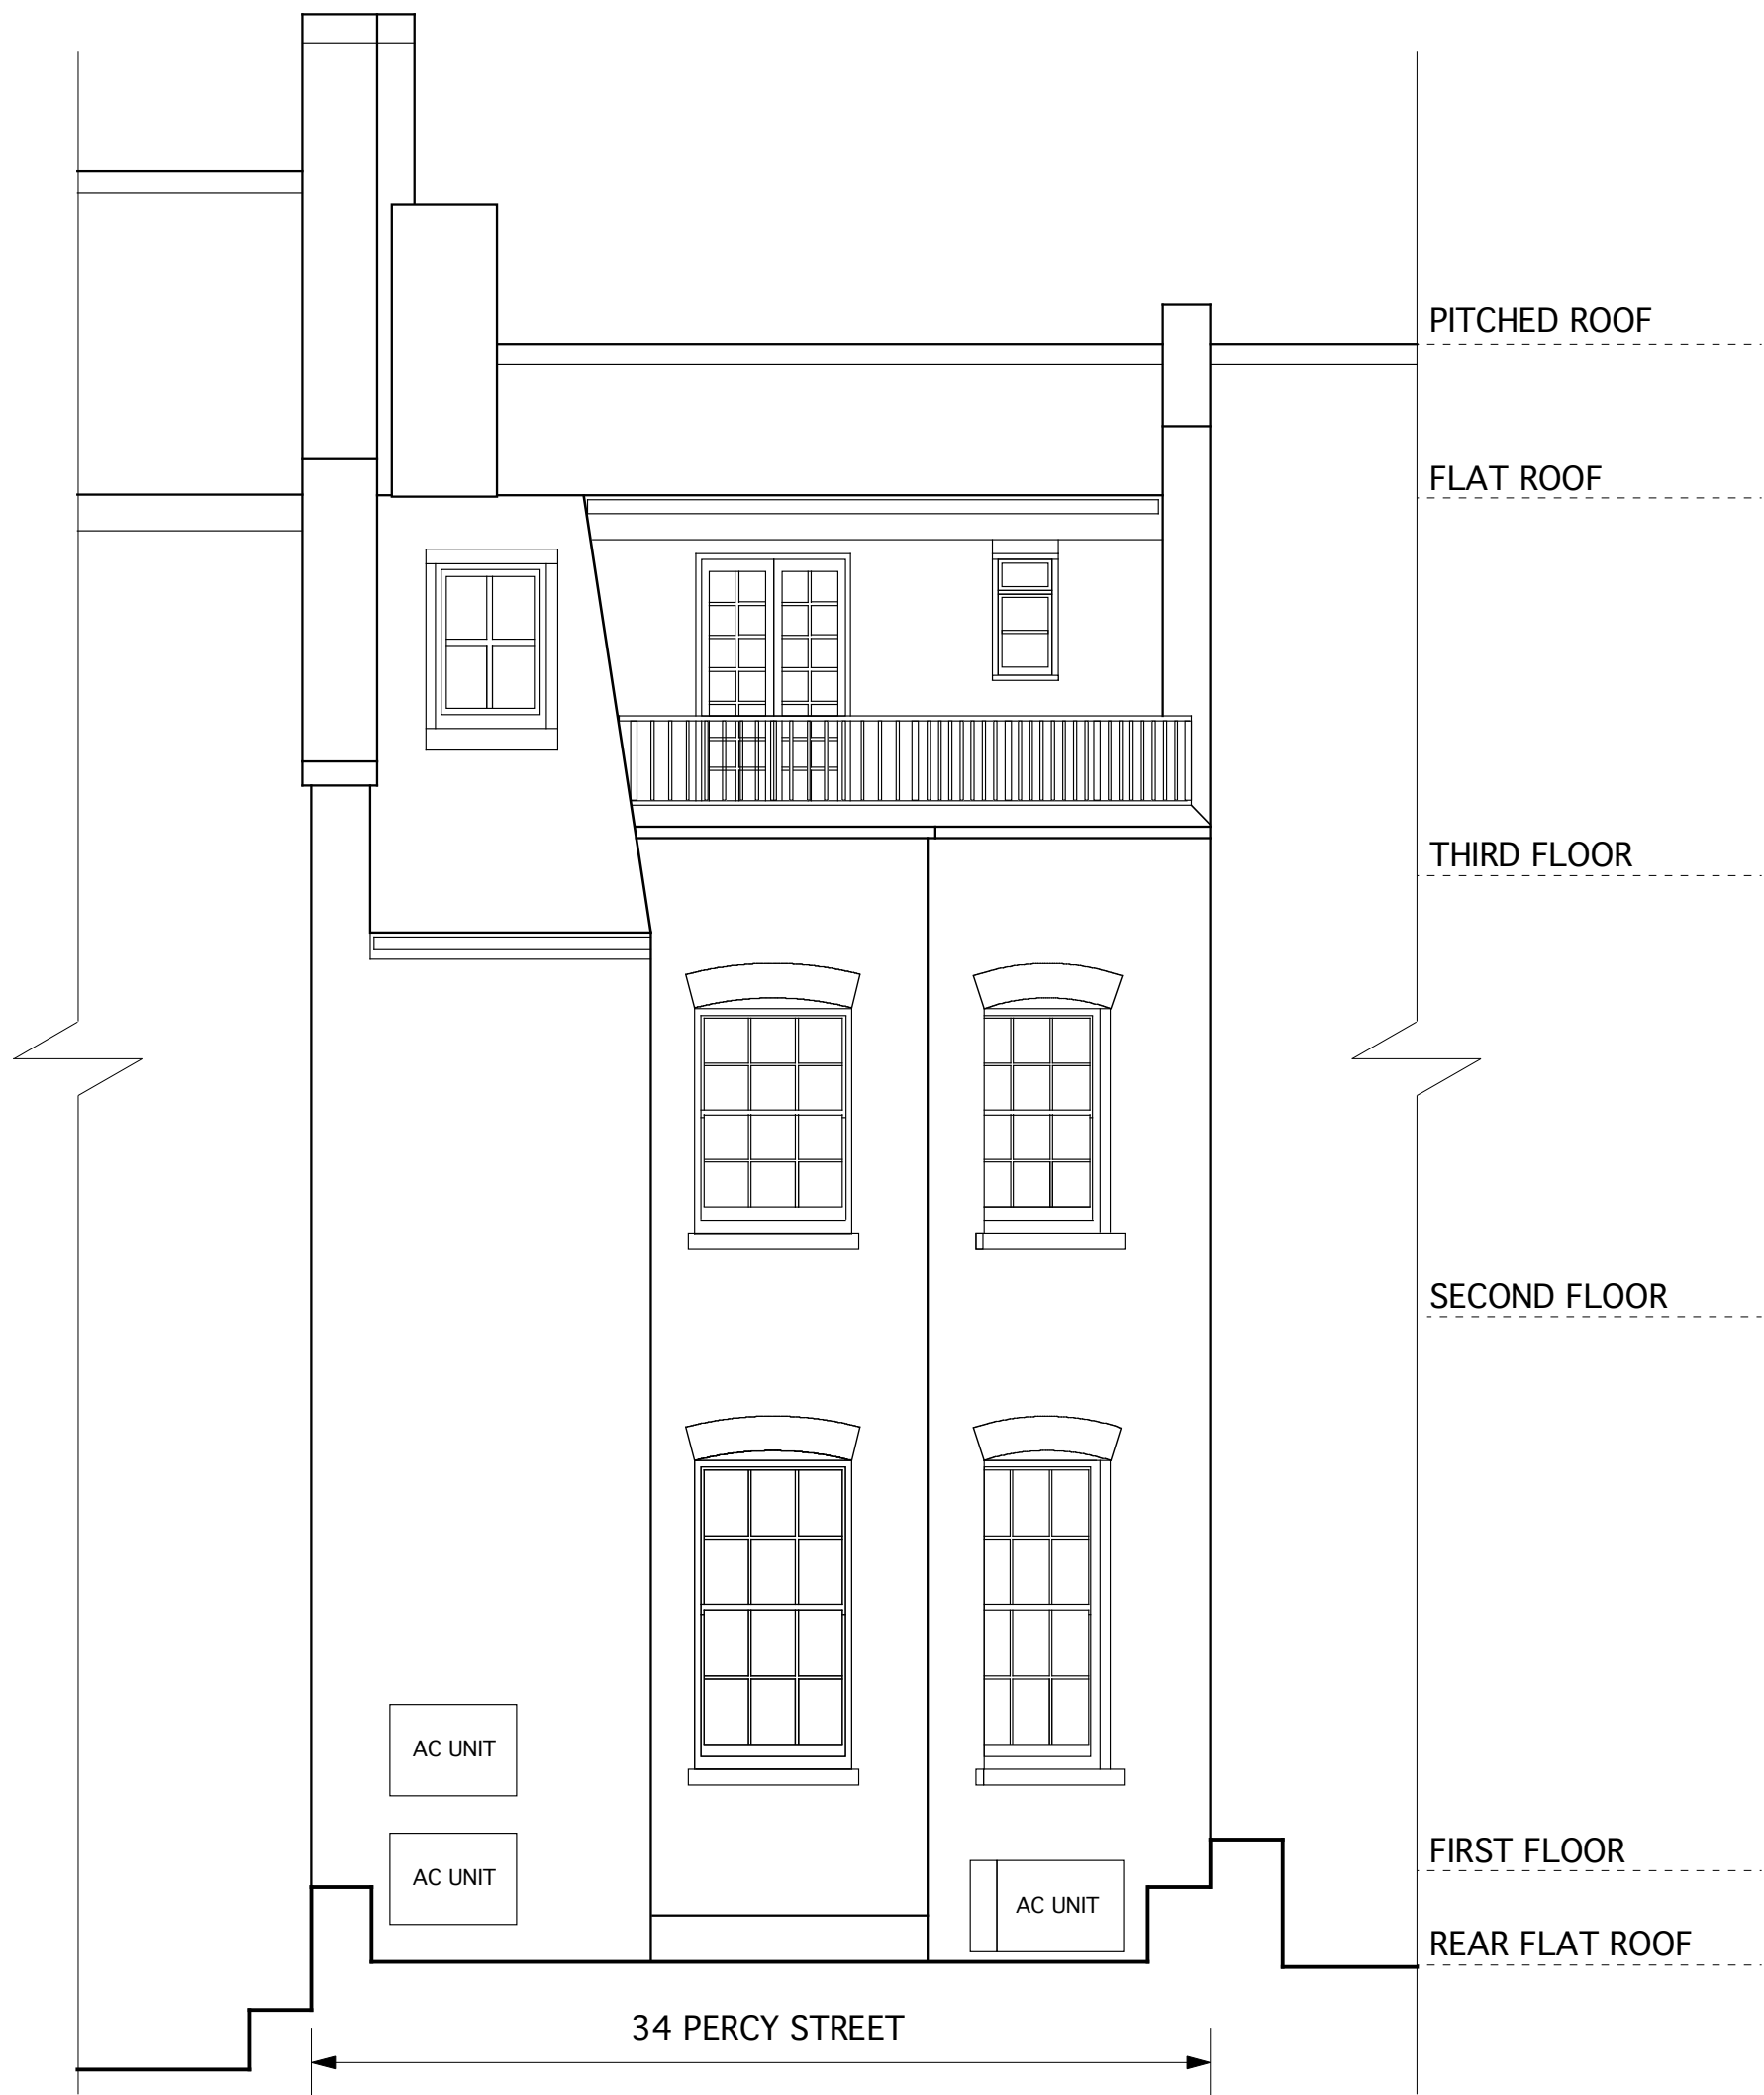 PITCHED ROOF
FLAT ROOF
THIRD FLOOR
SECOND FLOOR
AC UNIT
FIRST FLOOR
AC UNIT
AC UNIT
REAR FLAT ROOF
34 PERCY STREET